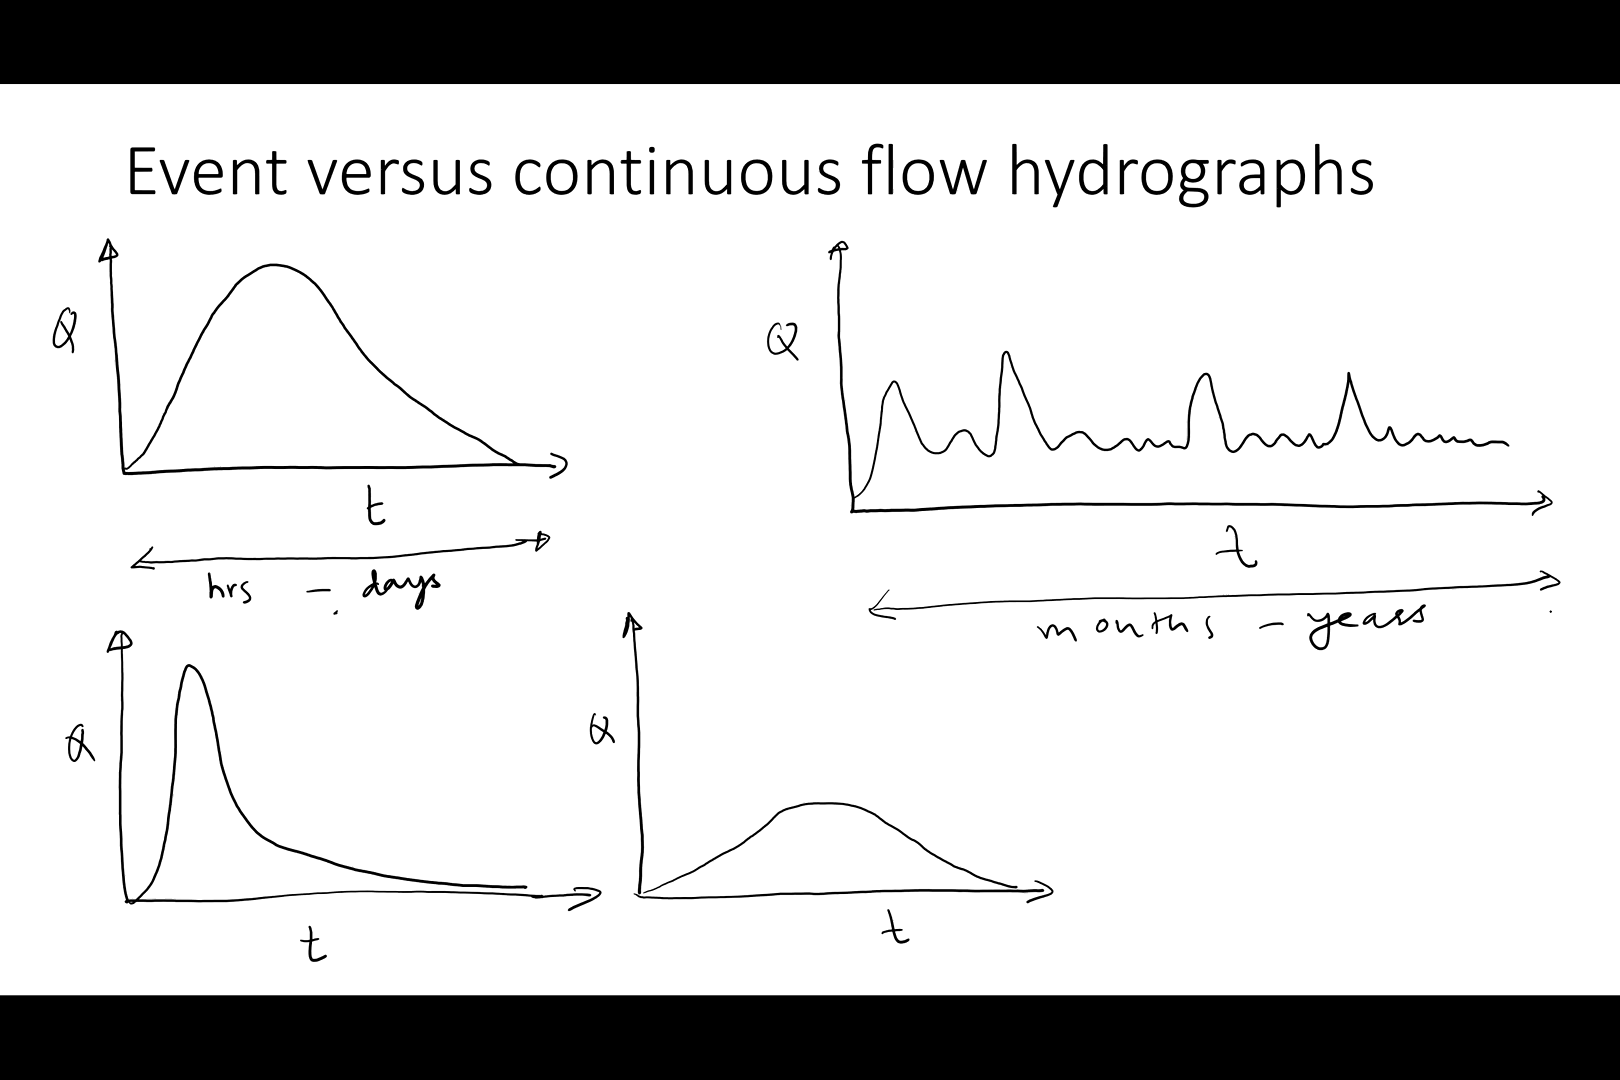 Event versus continuous flow hydrographs
Q
t
hrs - days
Q
t
months - years
Q
t
Q
t